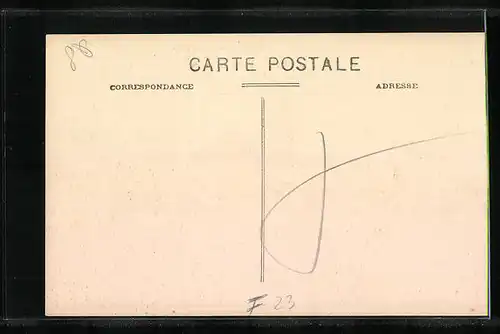 88
CARTE POSTALE
CORRESPONDANCE ADRESSE
F 23